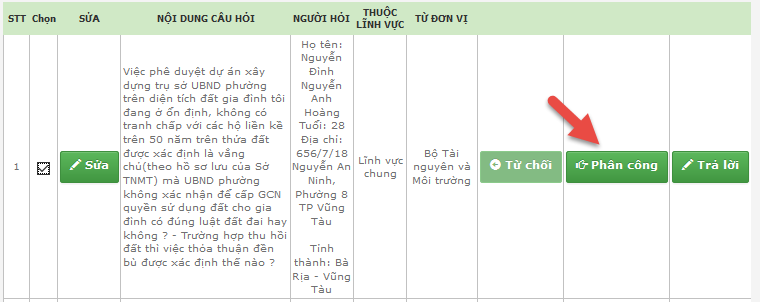 STT Chọn SỬA NỘI DUNG CÂU HỎI NGƯỜI HỎI THUỘC LĨNH VỰC TỪ ĐƠN VỊ
1
Sửa
Việc phê duyệt dự án xây
dựng trụ sở UBND phường
trên diện tích đất gia đình tôi
đang ở ổn định, không có
tranh chấp với các hộ liền kề
trên 50 năm trên thửa đất
được xác định là vắng
chủ(theo hồ sơ lưu của Sở
TNMT) mà UBND phường
không xác nhận để cấp GCN
quyền sử dụng đất cho gia
đình có đúng luật đất đai hay
không ? - Trường hợp thu hồi
đất thì việc thỏa thuận đền
bù được xác định thế nào ?
Họ tên:
Nguyễn
Đình
Nguyễn
Anh
Hoàng
Tuổi: 28
Địa chỉ:
656/7/18
Nguyễn An
Ninh,
Phường 8
TP Vũng
Tàu
Tỉnh
thành: Bà
Rịa - Vũng
Tàu
Lĩnh vực
chung
Bộ Tài
nguyên và
Môi trường
Từ chối
Phân công
Trả lời